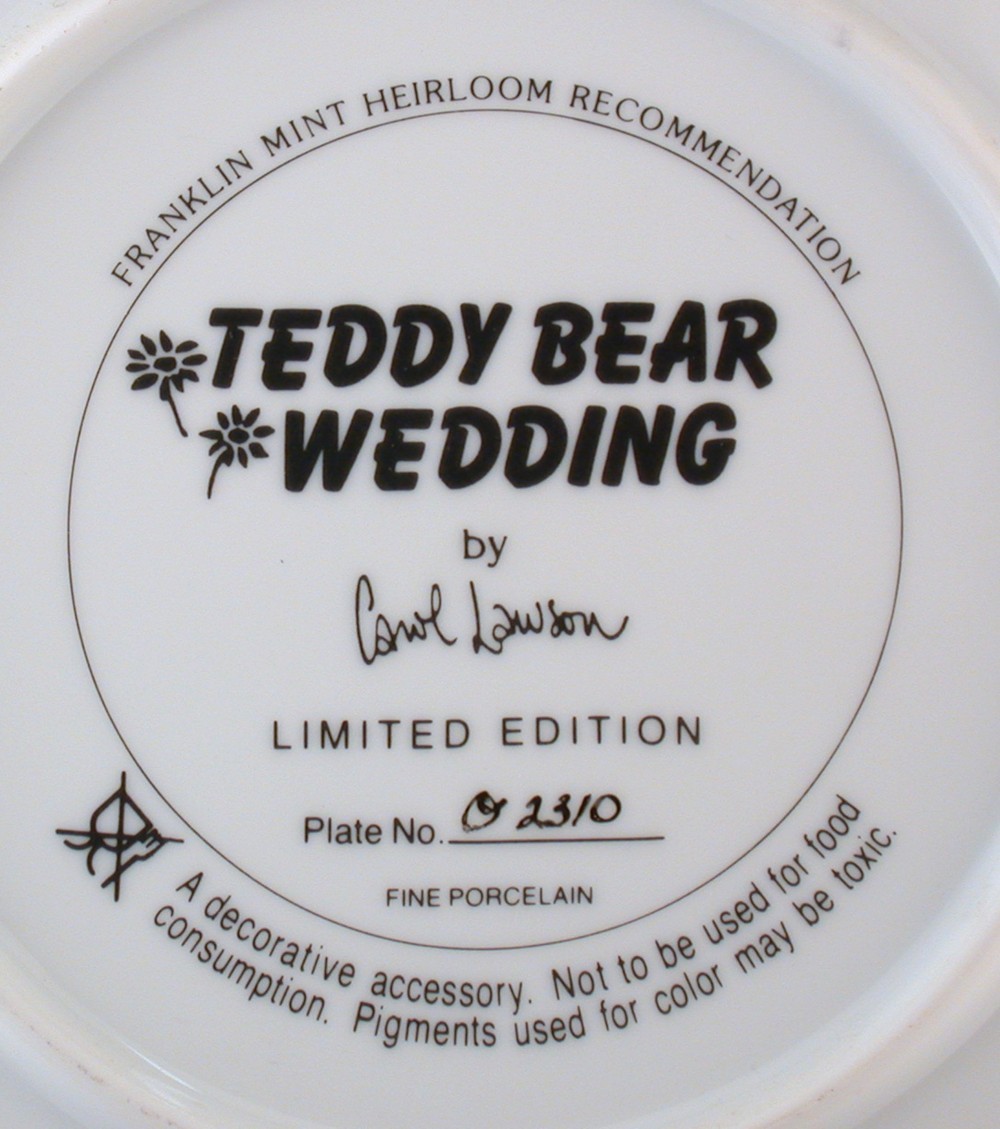 FRANKLIN MINT HEIRLOOM RECOMMENDATION
TEDDY BEAR
WEDDING
by
Carol Lawson
LIMITED EDITION
Plate No. O 2310
FINE PORCELAIN
A decorative accessory. Not to be used for food
consumption. Pigments used for color may be toxic.